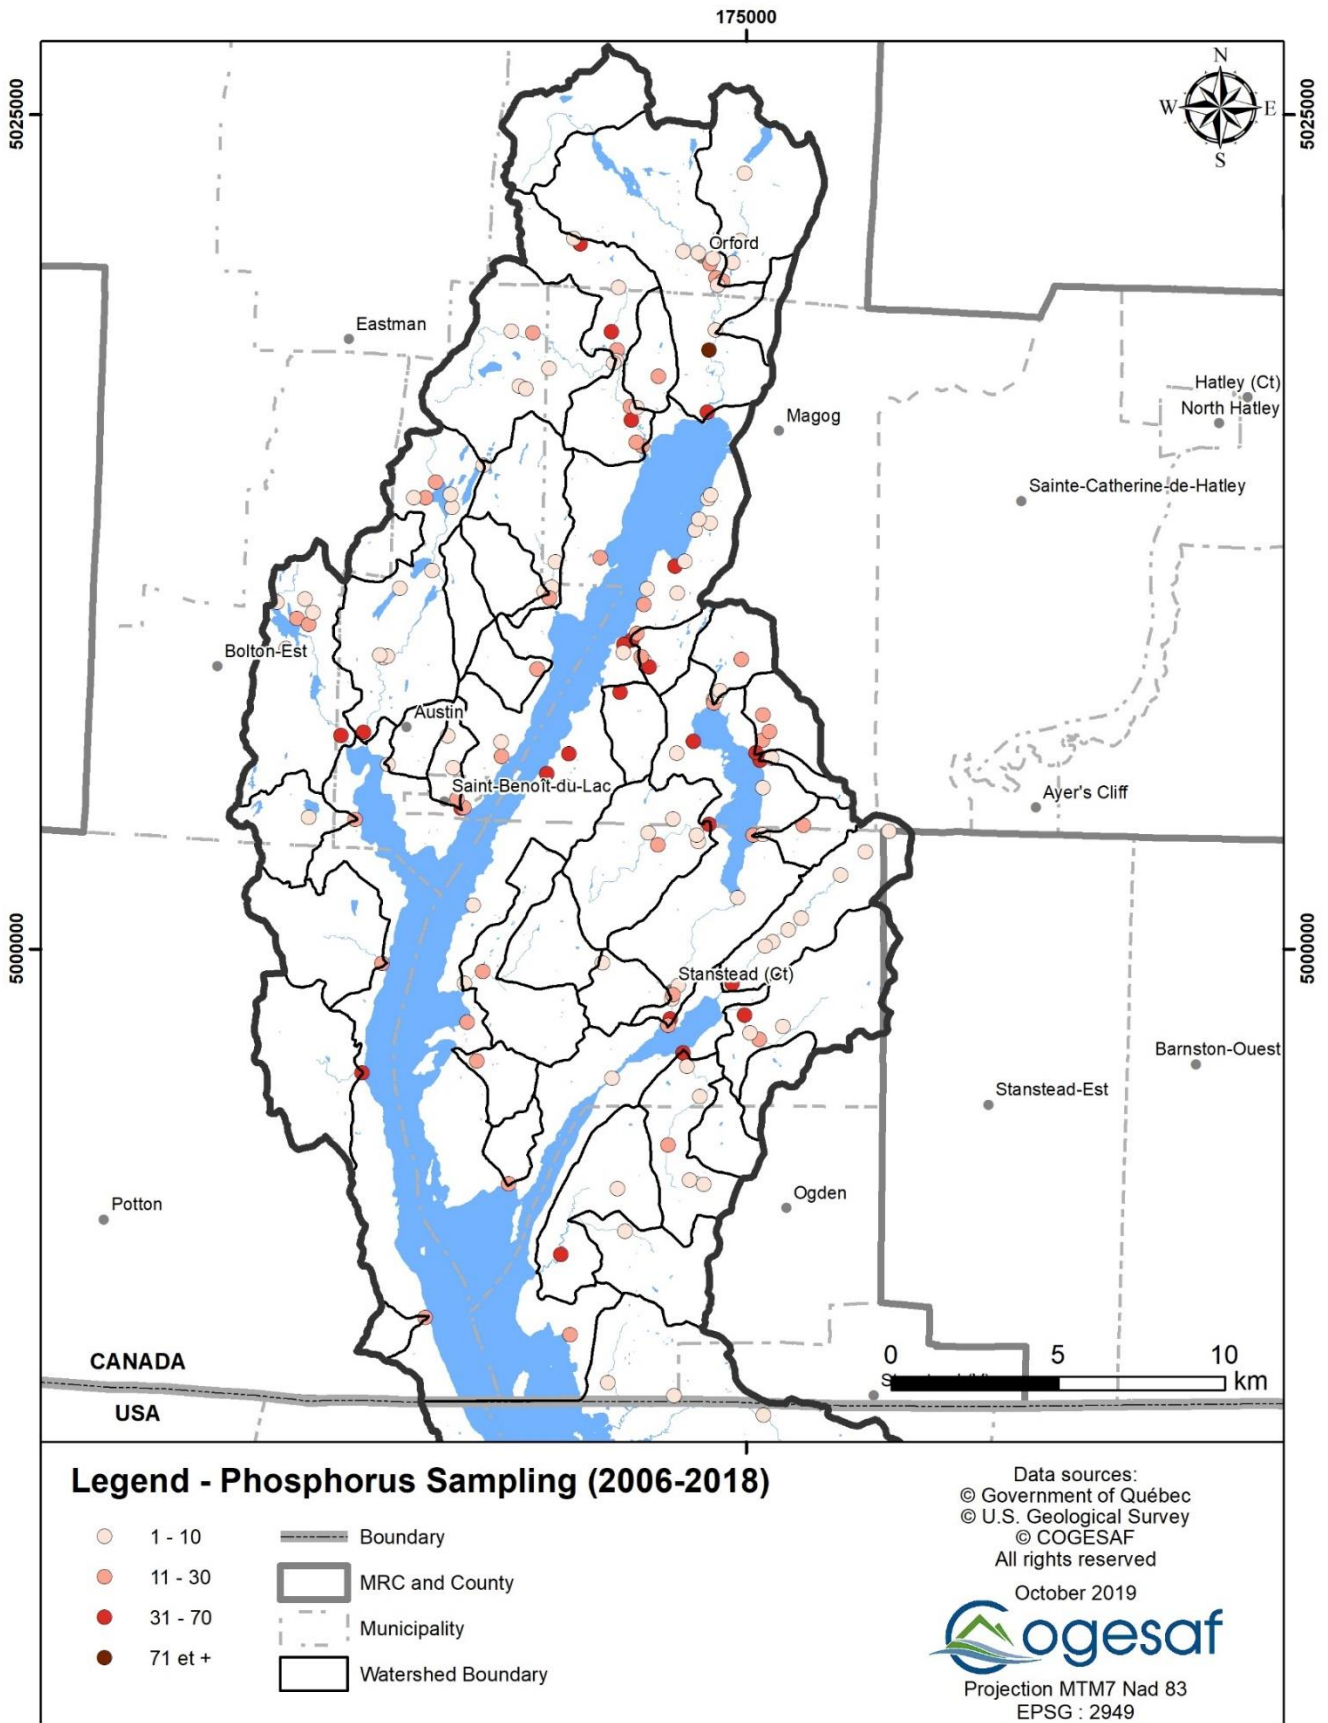 175000
5025000
5025000
N
W
E
S
Orford
Eastman
Hatley (Ct)
North Hatley
Magog
Sainte-Catherine-de-Hatley
Bolton-Est
Austin
Saint-Benoît-du-Lac
Ayer's Cliff
5000000
5000000
Stanstead (Ct)
Barnston-Ouest
Stanstead-Est
Ogden
Potton
CANADA
USA
0 5 10
km
Legend - Phosphorus Sampling (2006-2018)
1 - 10
11 - 30
31 - 70
71 et +
Boundary
MRC and County
Municipality
Watershed Boundary
Data sources:
© Government of Québec
© U.S. Geological Survey
© COGESAF
All rights reserved
October 2019
Cogesaf
Projection MTM7 Nad 83
EPSG : 2949